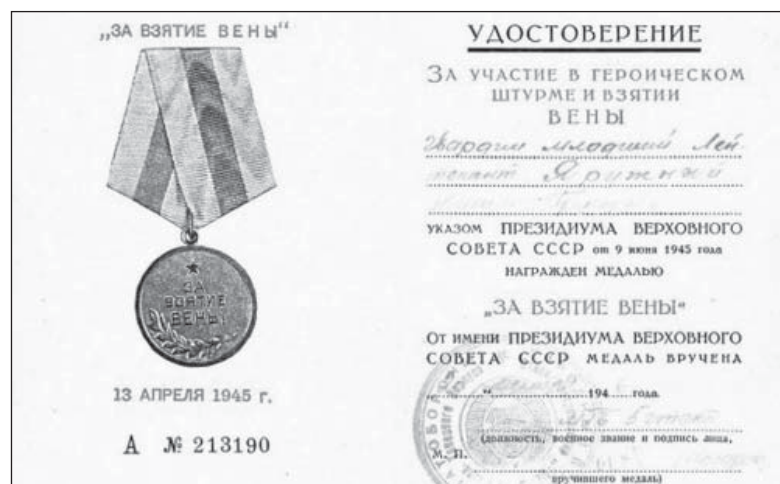 „ЗА ВЗЯТИЕ ВЕНЫ“
ЗА
ВЗЯТИЕ
ВЕНЫ
13 АПРЕЛЯ 1945 г.
А № 213190
УДОСТОВЕРЕНИЕ
ЗА УЧАСТИЕ В ГЕРОИЧЕСКОМ
ШТУРМЕ И ВЗЯТИИ
ВЕНЫ
Гвардии младший Лей-
тенант Ярижный
УКАЗОМ ПРЕЗИДИУМА ВЕРХОВНОГО
СОВЕТА СССР от 9 июня 1945 года
НАГРАЖДЕН МЕДАЛЬЮ
„ЗА ВЗЯТИЕ ВЕНЫ“
ОТ ИМЕНИ ПРЕЗИДИУМА ВЕРХОВНОГО
СОВЕТА СССР МЕДАЛЬ ВРУЧЕНА
194 года
(должность, военное звание и подпись лица,
М. П.
вручившего медаль)